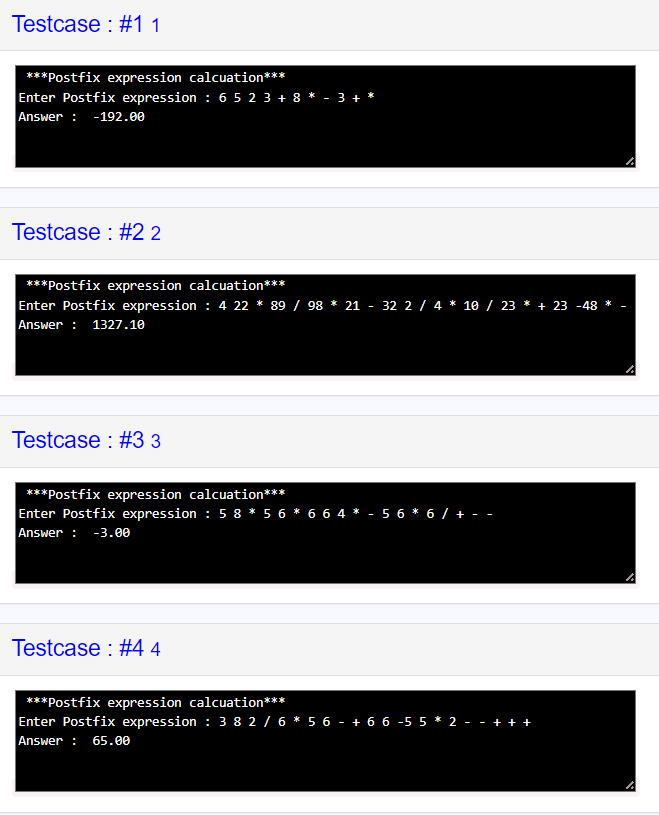 Testcase : #1 1
***Postfix expression calcuation***
Enter Postfix expression : 6 5 2 3 + 8 * - 3 + *
Answer :  -192.00
Testcase : #2 2
***Postfix expression calcuation***
Enter Postfix expression : 4 22 * 89 / 98 * 21 - 32 2 / 4 * 10 / 23 * + 23 -48 * -
Answer :  1327.10
Testcase : #3 3
***Postfix expression calcuation***
Enter Postfix expression : 5 8 * 5 6 * 6 6 4 * - 5 6 * 6 / + - -
Answer :  -3.00
Testcase : #4 4
***Postfix expression calcuation***
Enter Postfix expression : 3 8 2 / 6 * 5 6 - + 6 6 -5 5 * 2 - - + + +
Answer :  65.00